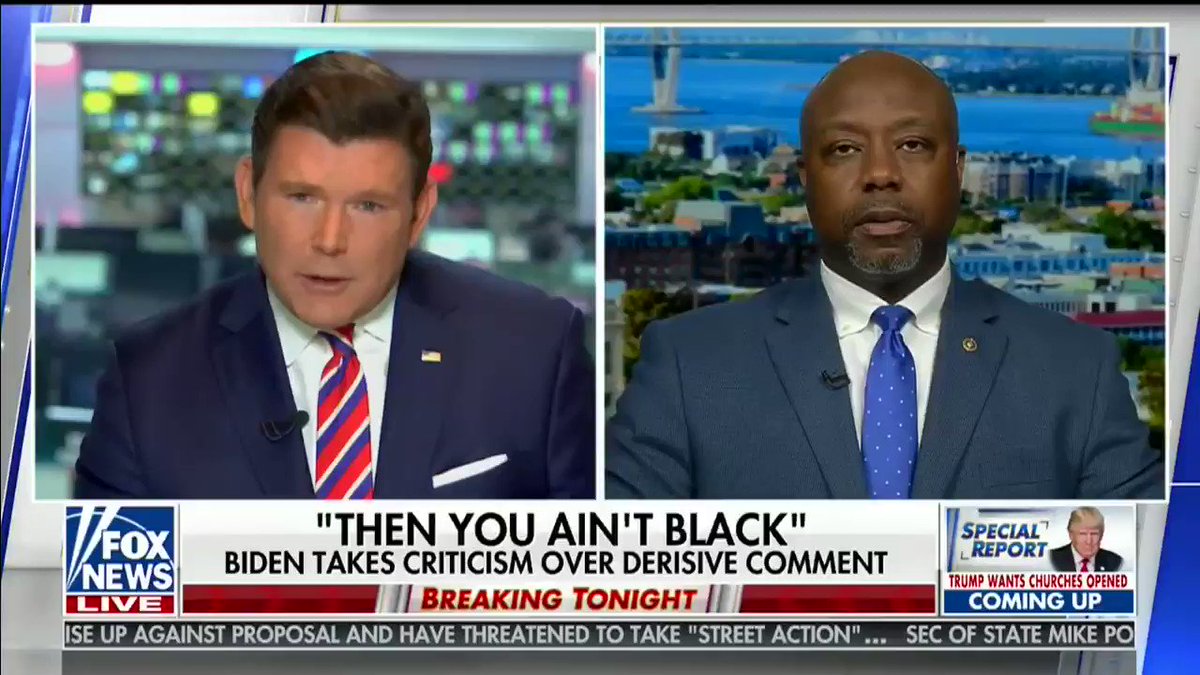 "THEN YOU AIN'T BLACK"
BIDEN TAKES CRITICISM OVER DERISIVE COMMENT
BREAKING TONIGHT
FOX
NEWS
LIVE
SPECIAL
REPORT
TRUMP WANTS CHURCHES OPENED
COMING UP
ISE UP AGAINST PROPOSAL AND HAVE THREATENED TO TAKE "STREET ACTION"... SEC OF STATE MIKE PO